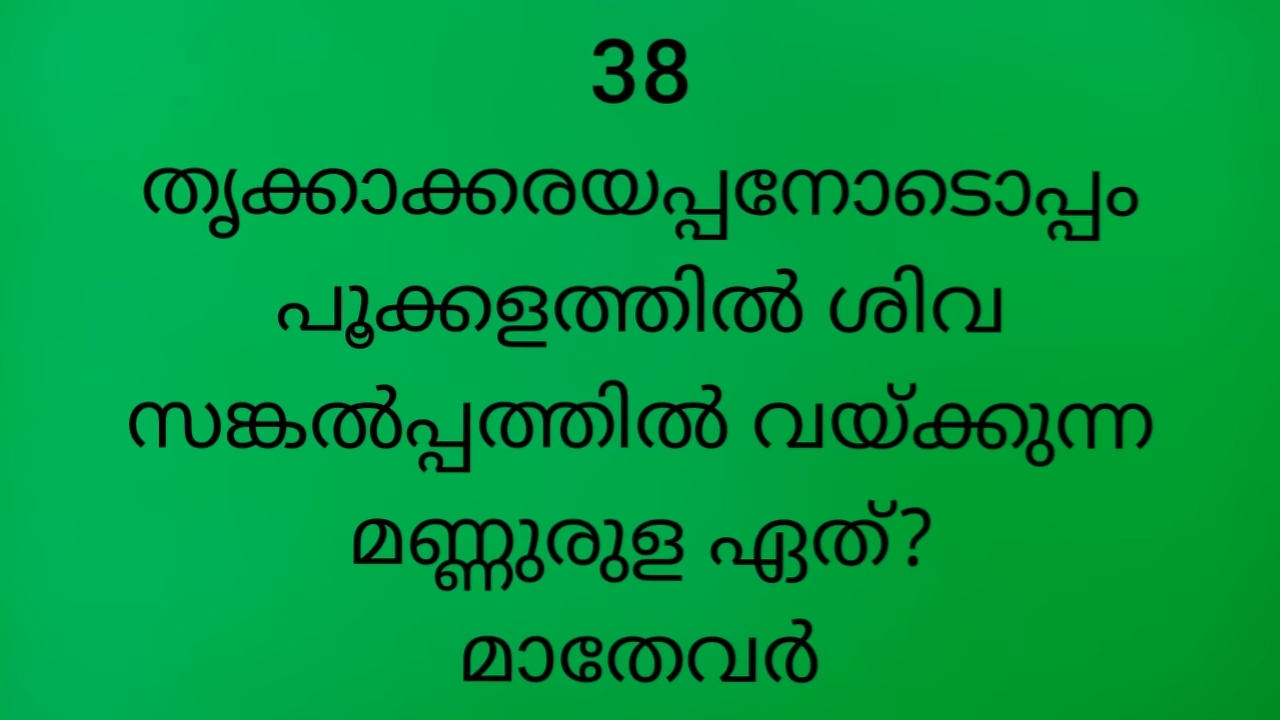 38
തൃക്കാക്കരയപ്പനോടൊപ്പം
പൂക്കളത്തിൽ ശിവ
സങ്കൽപ്പത്തിൽ വയ്ക്കുന്ന
മണ്ണുരുള ഏത്?
മാതേവർ